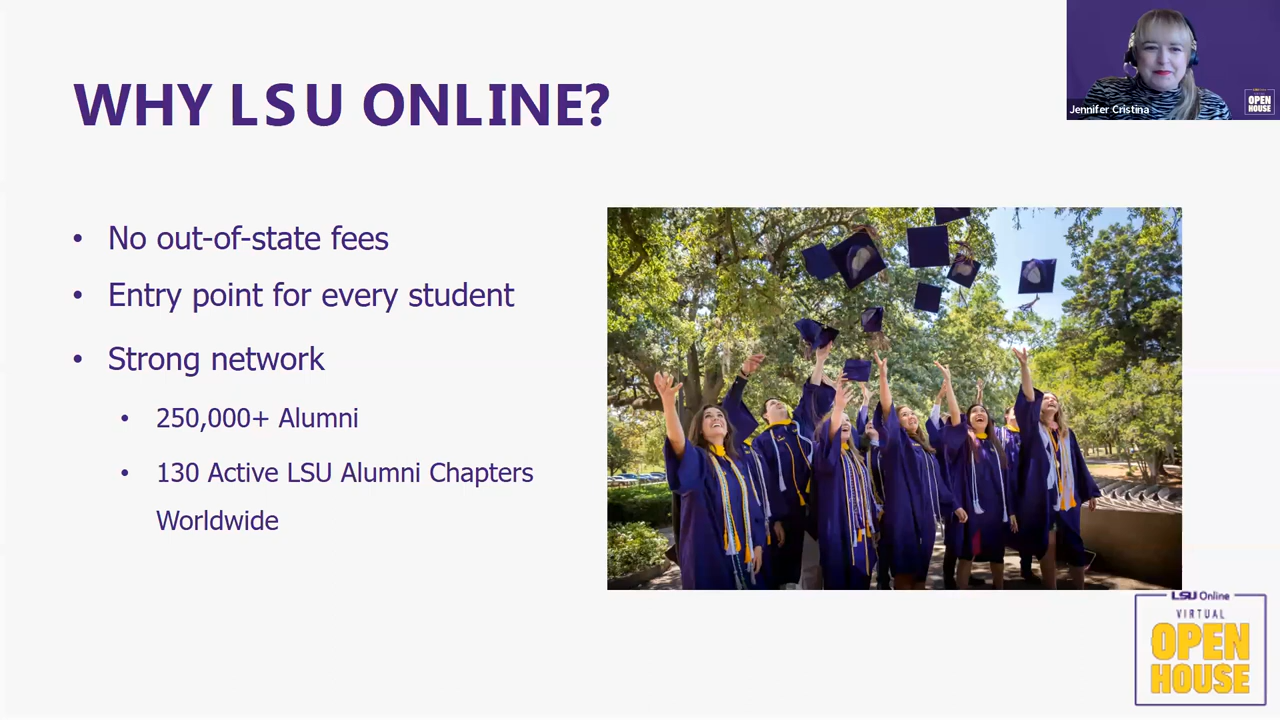 WHY LSU ONLINE?
Jennifer Cristina
OPEN
HOUSE
• No out-of-state fees
• Entry point for every student
• Strong network
• 250,000+ Alumni
• 130 Active LSU Alumni Chapters
Worldwide
LSU Online
VIRTUAL
OPEN
HOUSE